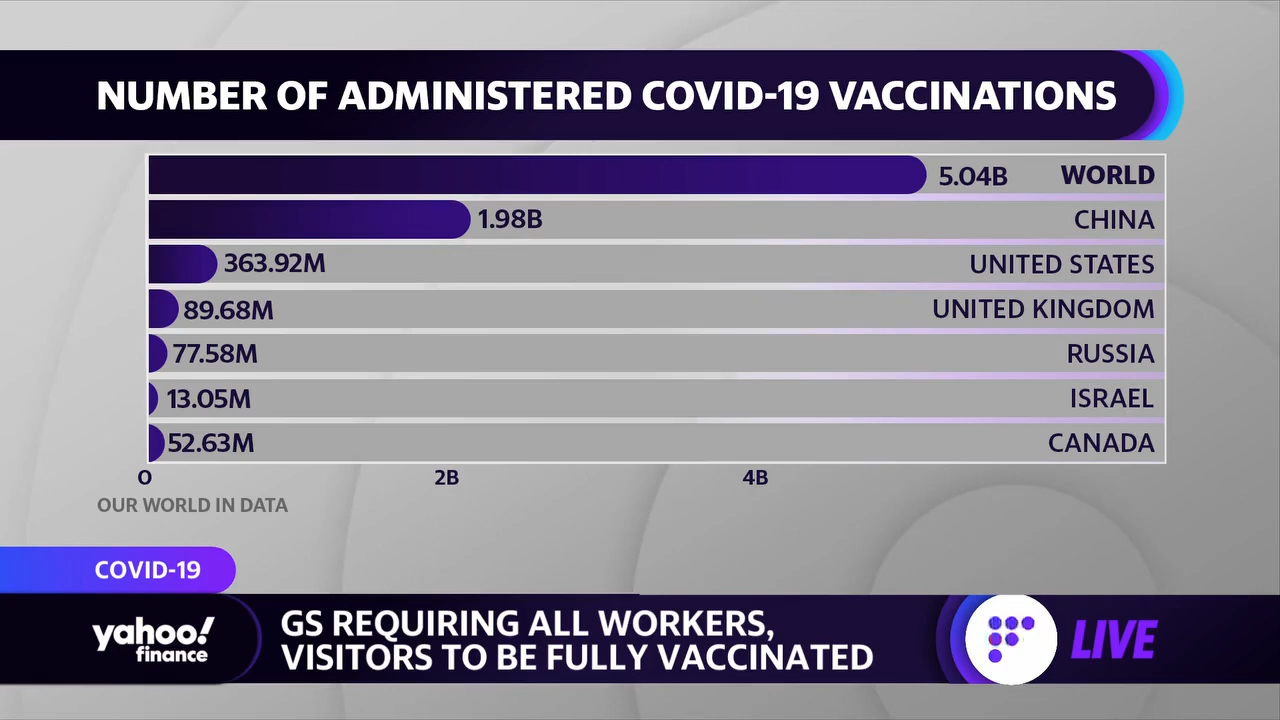 NUMBER OF ADMINISTERED COVID-19 VACCINATIONS
5.04B WORLD
1.98B CHINA
363.92M UNITED STATES
89.68M UNITED KINGDOM
77.58M RUSSIA
13.05M ISRAEL
52.63M CANADA
0 2B 4B
OUR WORLD IN DATA
COVID-19
yahoo!
finance
GS REQUIRING ALL WORKERS,
VISITORS TO BE FULLY VACCINATED
LIVE